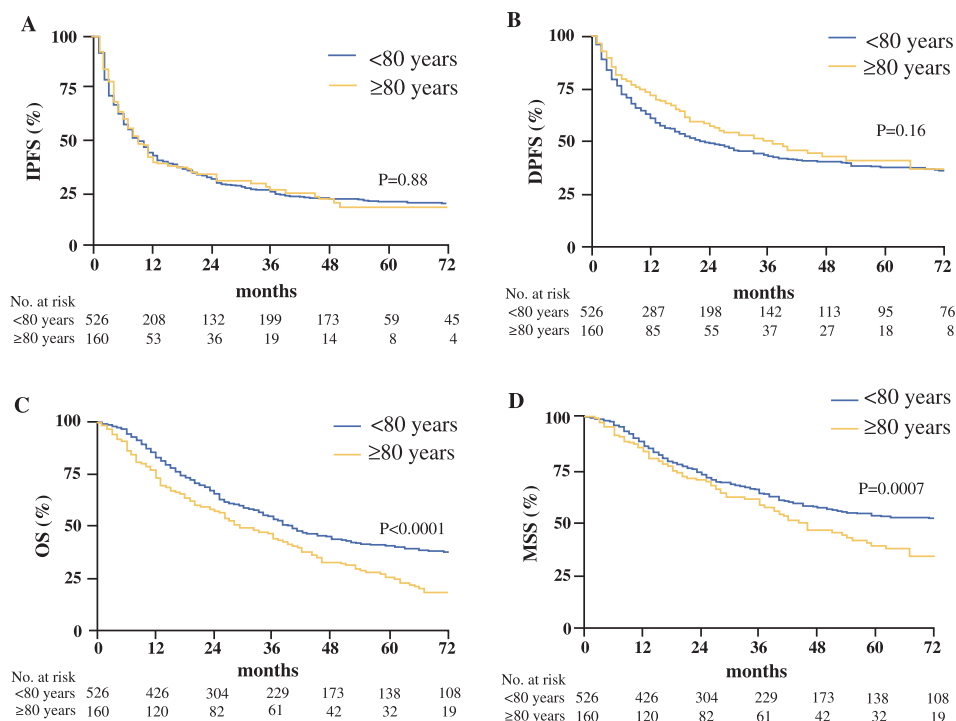 A
100
75
50
25
0
IPFS (%)
<80 years
≥80 years
P=0.88
0 12 24 36 48 60 72
months
No. at risk
<80 years 526 208 132 199 173 59 45
≥80 years 160 53 36 19 14 8 4
B
100
75
50
25
0
DPFS (%)
<80 years
≥80 years
P=0.16
0 12 24 36 48 60 72
months
No. at risk
<80 years 526 287 198 142 113 95 76
≥80 years 160 85 55 37 27 18 8
C
100
75
50
25
0
OS (%)
<80 years
≥80 years
P<0.0001
0 12 24 36 48 60 72
months
No. at risk
<80 years 526 426 304 229 173 138 108
≥80 years 160 120 82 61 42 32 19
D
100
75
50
25
0
MSS (%)
<80 years
≥80 years
P=0.0007
0 12 24 36 48 60 72
months
No. at risk
<80 years 526 426 304 229 173 138 108
≥80 years 160 120 82 61 42 32 19